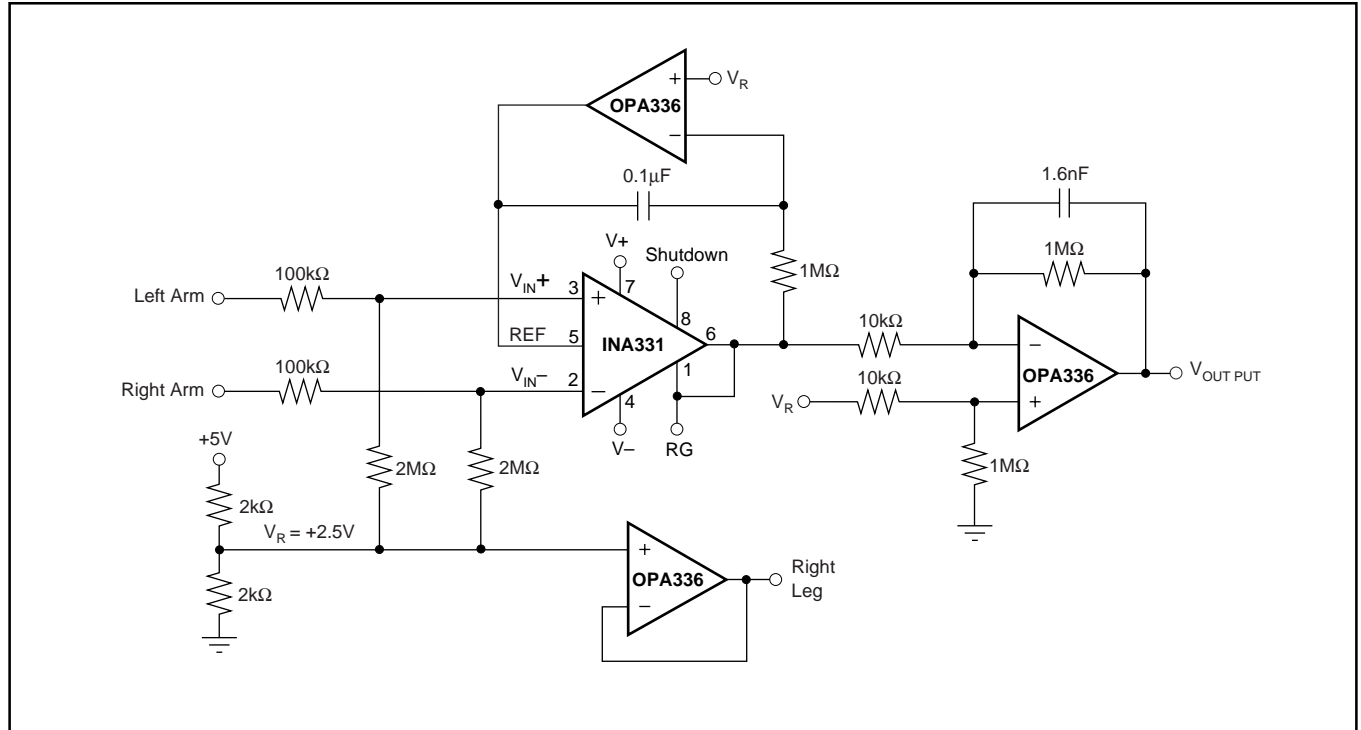 V_R
+
OPA336
−
0.1µF
1.6nF
V+
Shutdown
1MΩ
1MΩ
100kΩ
Left Arm
V_IN+
3
+
7
8
REF
5
INA331
6
10kΩ
100kΩ
Right Arm
V_IN−
2
−
4
1
−
OPA336
+
V_OUT PUT
10kΩ
V_R
V−
RG
+5V
2MΩ
2MΩ
1MΩ
2kΩ
V_R = +2.5V
+
OPA336
−
Right
Leg
2kΩ